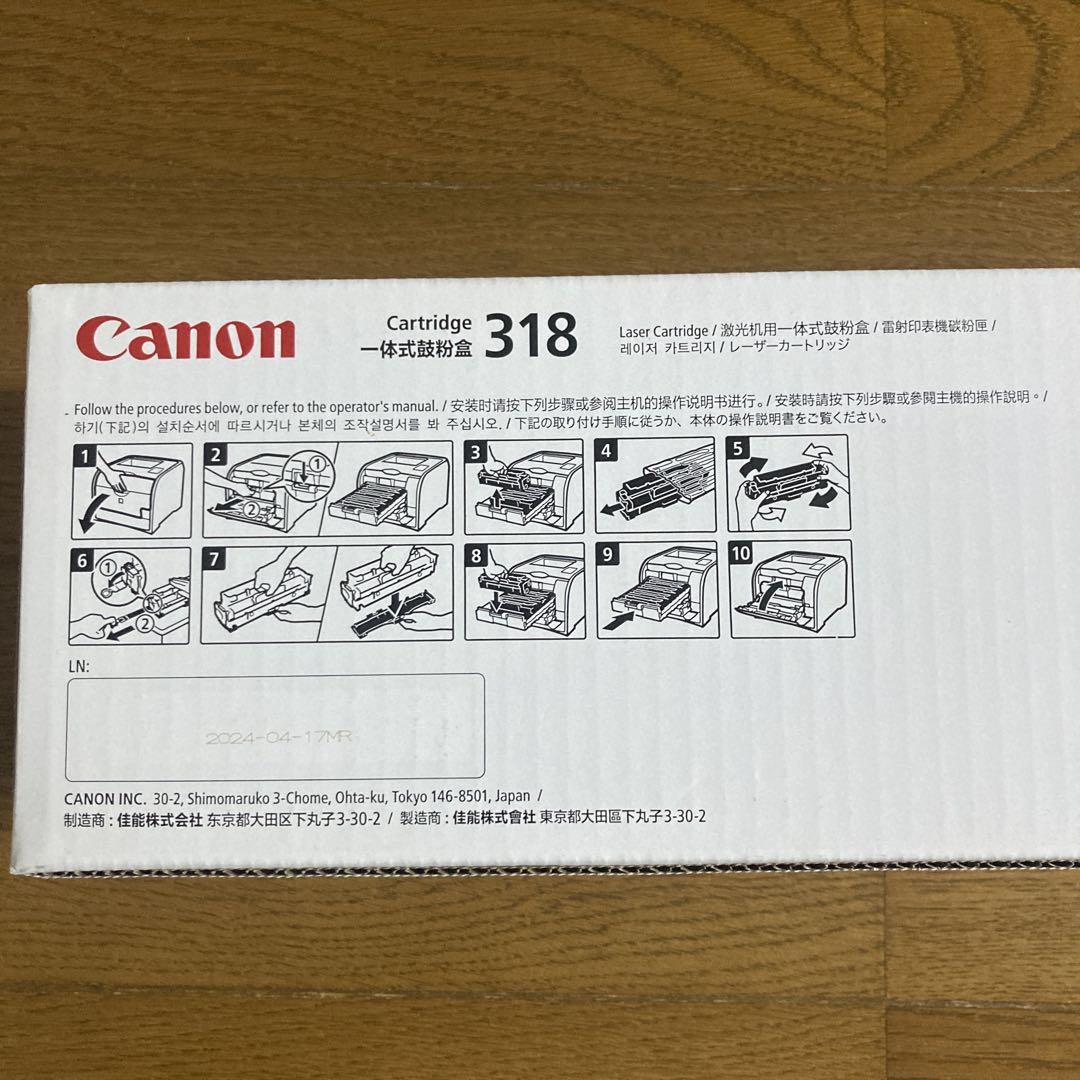 Canon
Cartridge
一体式鼓粉盒
318
Laser Cartridge / 激光机用一体式鼓粉盒 / 雷射印表機碳粉匣 /
레이저 카트리지 / レーザーカートリッジ
Follow the procedures below, or refer to the operator's manual. / 安装时请按下列步骤或参阅主机的操作说明书进行。/ 安裝時請按下列步驟或參閱主機的操作說明。/
하기(下記)의 설치순서에 따르시거나 본체의 조작설명서를 봐 주십시오. / 下記の取り付け手順に従うか、本体の操作説明書をご覧ください。
1
2
①
②
3
4
5
6
①
②
7
8
9
10
LN:
2024-04-17MR
CANON INC. 30-2, Shimomaruko 3-Chome, Ohta-ku, Tokyo 146-8501, Japan /
制造商 : 佳能株式会社 东京都大田区下丸子3-30-2 / 製造商 : 佳能株式會社 東京都大田區下丸子3-30-2